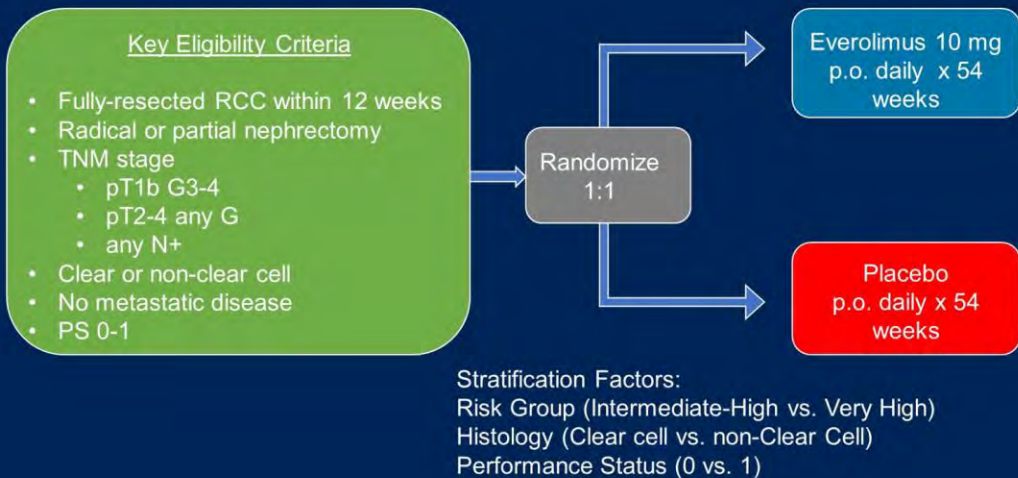 Key Eligibility Criteria
• Fully-resected RCC within 12 weeks
• Radical or partial nephrectomy
• TNM stage
• pT1b G3-4
• pT2-4 any G
• any N+
• Clear or non-clear cell
• No metastatic disease
• PS 0-1
Randomize
1:1
Everolimus 10 mg
p.o. daily x 54
weeks
Placebo
p.o. daily x 54
weeks
Stratification Factors:
Risk Group (Intermediate-High vs. Very High)
Histology (Clear cell vs. non-Clear Cell)
Performance Status (0 vs. 1)